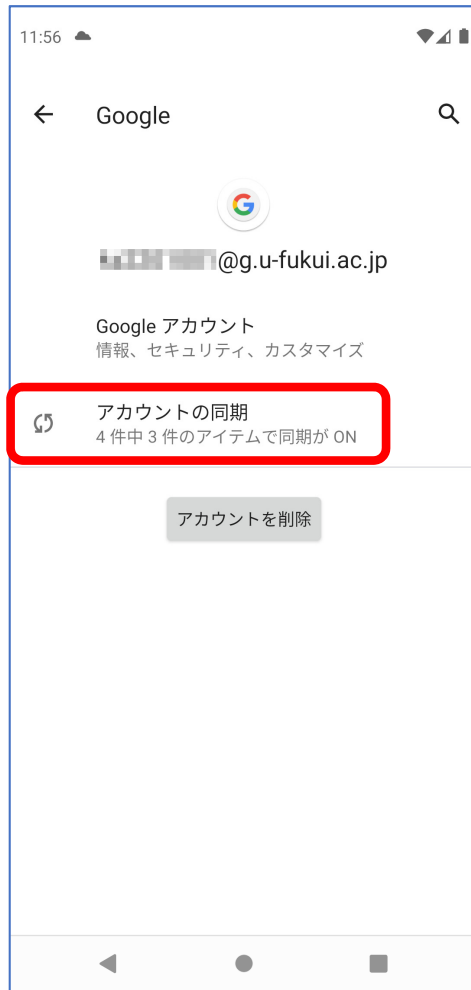 11:56
Google
@g.u-fukui.ac.jp
Google アカウント
情報、セキュリティ、カスタマイズ
アカウントの同期
4 件中 3 件のアイテムで同期が ON
アカウントを削除